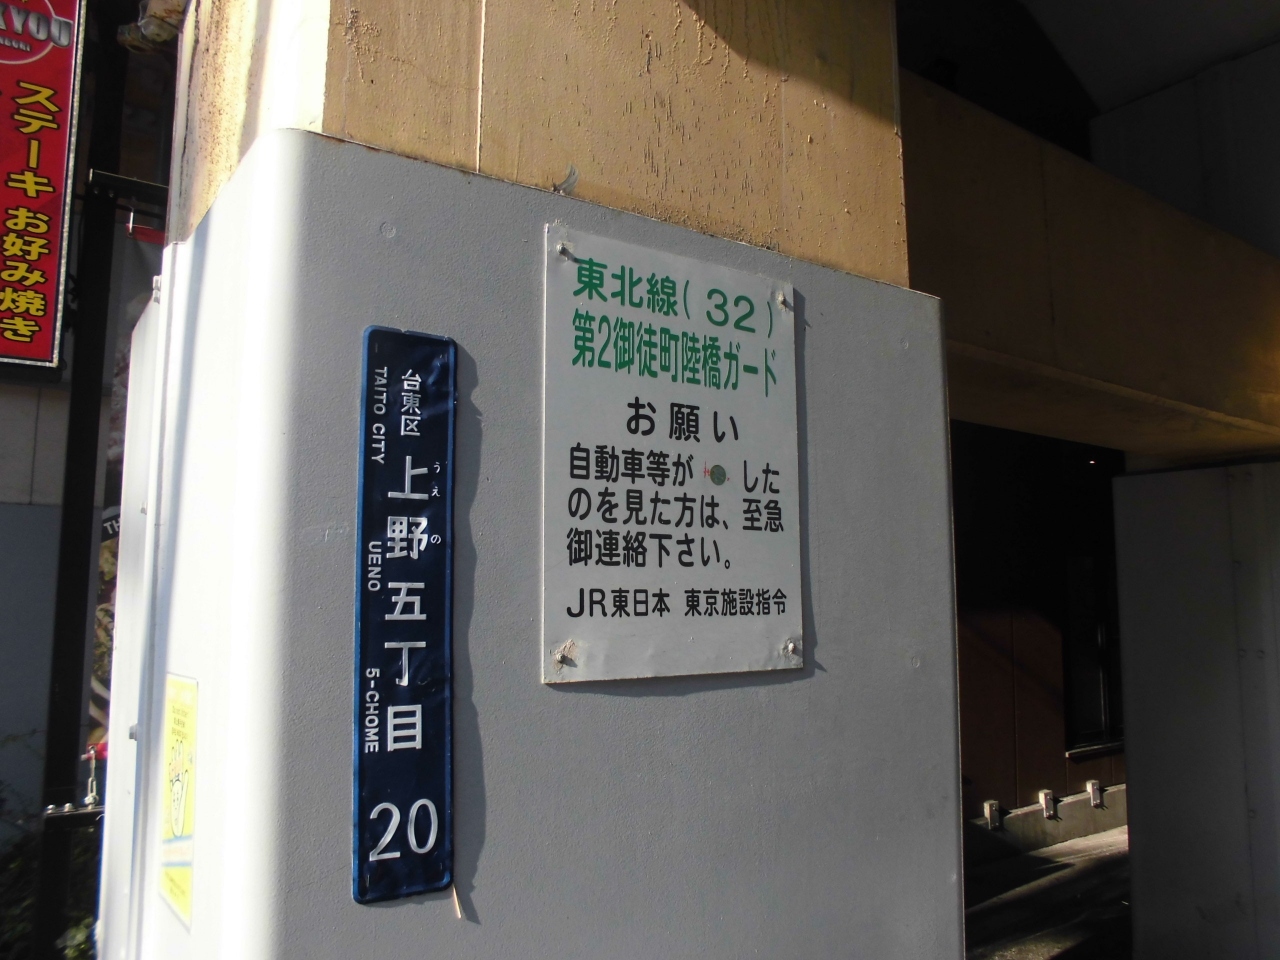 ステーキ お好み焼き
台東区 上野五丁目 20
うえの
TAITO CITY UENO 5-CHOME
東北線(32)
第2御徒町陸橋ガード
お願い
自動車等が した
のを見た方は、至急
御連絡下さい。
JR東日本 東京施設指令